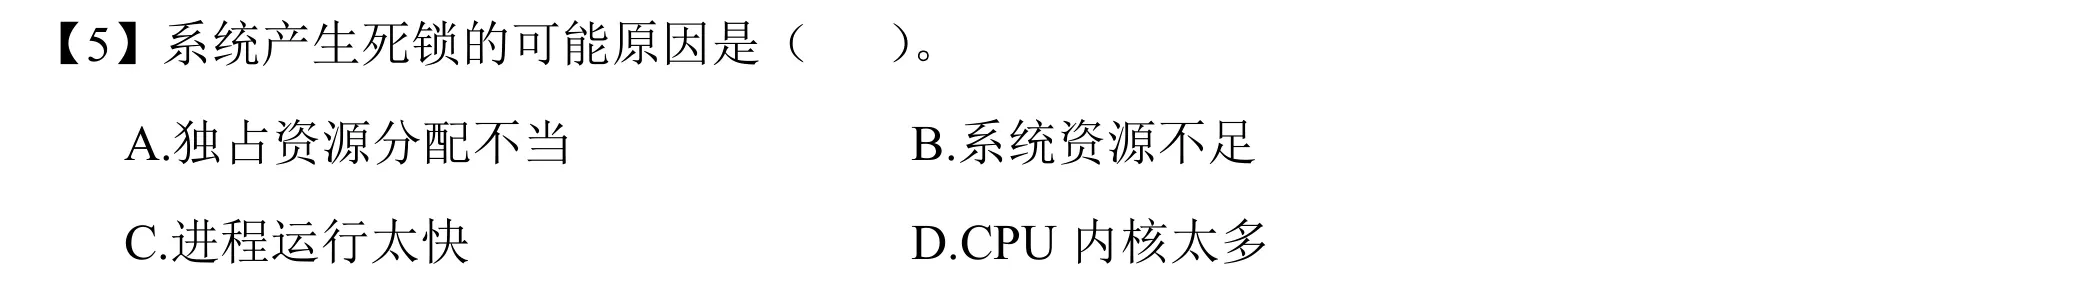 【5】系统产生死锁的可能原因是（　　）。
A.独占资源分配不当　　B.系统资源不足
C.进程运行太快　　D.CPU 内核太多